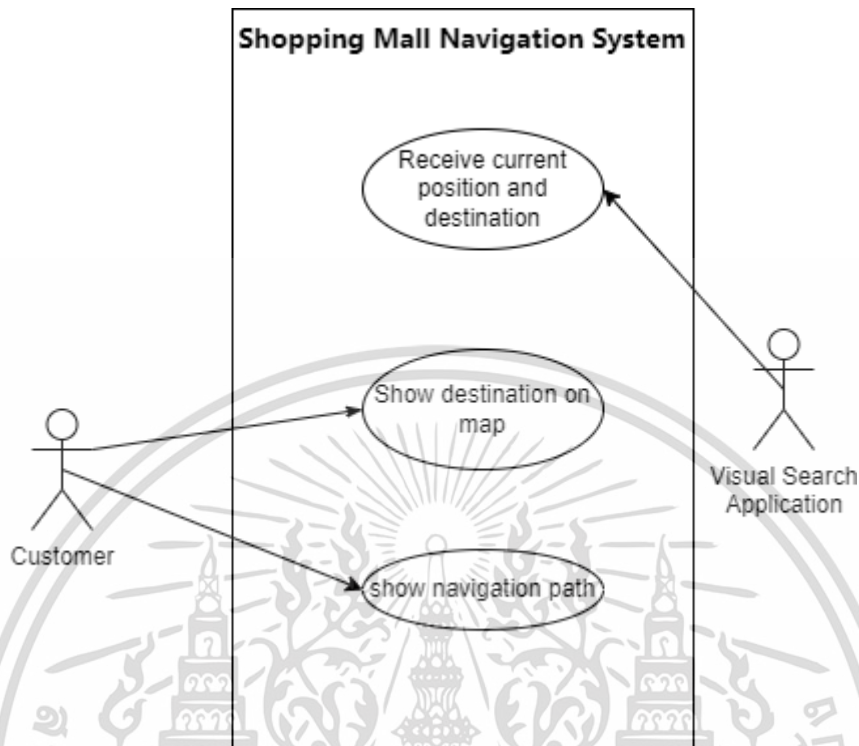 Shopping Mall Navigation System
Receive current
position and
destination
Show destination on
map
Visual Search
Application
Customer
show navigation path